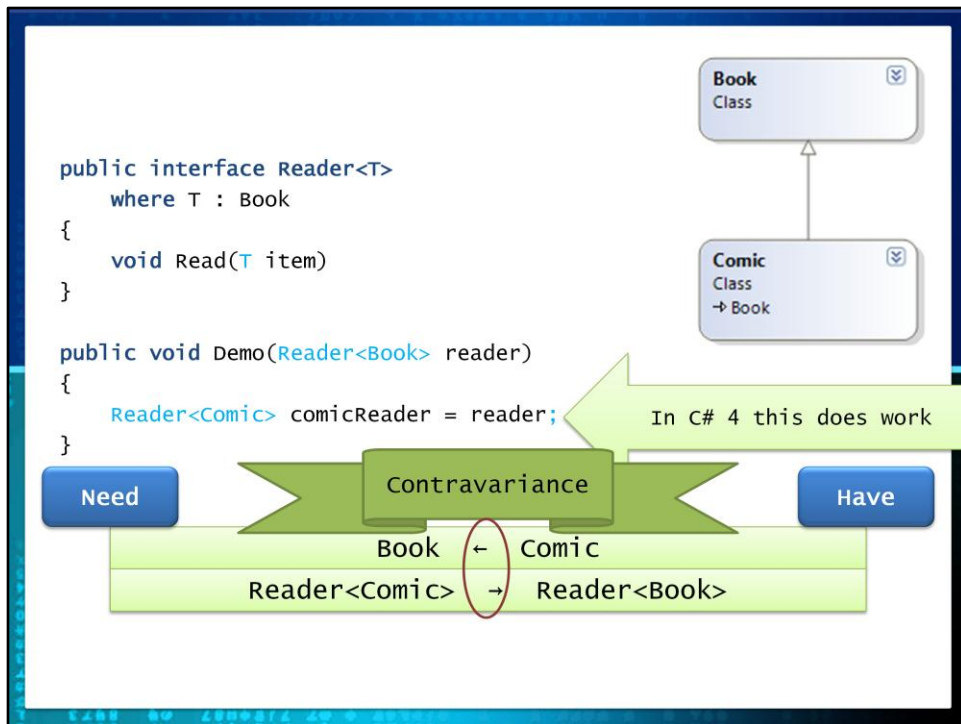 Book
Class
public interface Reader<T>
where T : Book
{
void Read(T item)
}
Comic
Class
→ Book
public void Demo(Reader<Book> reader)
{
Reader<Comic> comicReader = reader;
}
In C# 4 this does work
Need
Contravariance
Have
Book ← Comic
Reader<Comic> → Reader<Book>